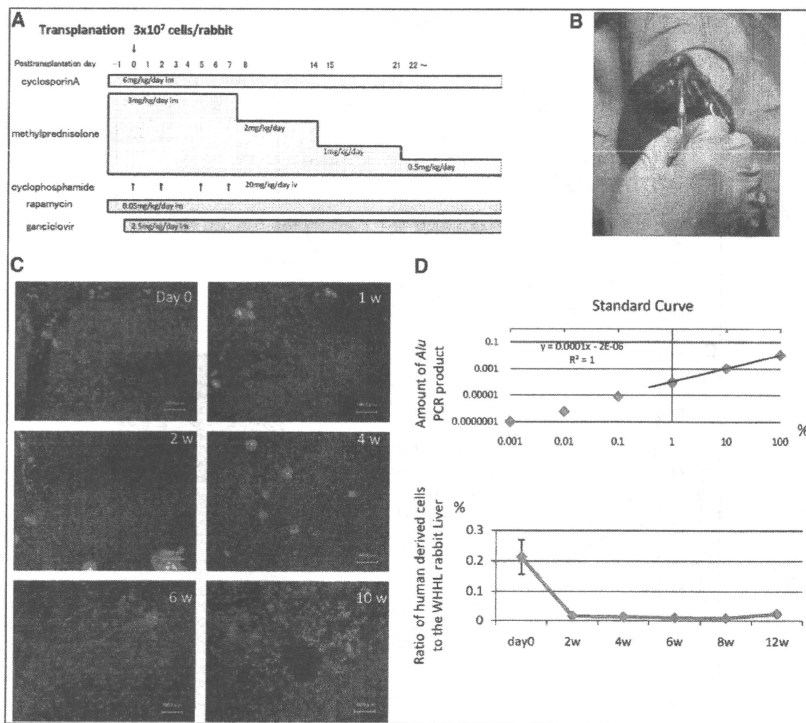 A
Transplanation 3x10⁷ cells/rabbit
Posttransplantation day -1 0 1 2 3 4 5 6 7 8 14 15 21 22 ~
cyclosporinA 6mg/kg/day im
3mg/kg/day im
methylprednisolone 2mg/kg/day
1mg/kg/day
0.5mg/kg/day
cyclophosphamide 20mg/kg/day iv
rapamycin 0.05mg/kg/day im
ganciclovir 2.5mg/kg/day im
B
C
Day 0
1 w
2 w
4 w
6 w
10 w
D
Standard Curve
Amount of Alu
PCR product
0.1
0.001
0.00001
0.0000001
y = 0.0001x - 2E-06
R² = 1
0.001 0.01 0.1 1 10 100 %
Ratio of human derived cells
to the WHHL rabbit Liver
%
0.3
0.2
0.1
0
day0 2w 4w 6w 8w 12w